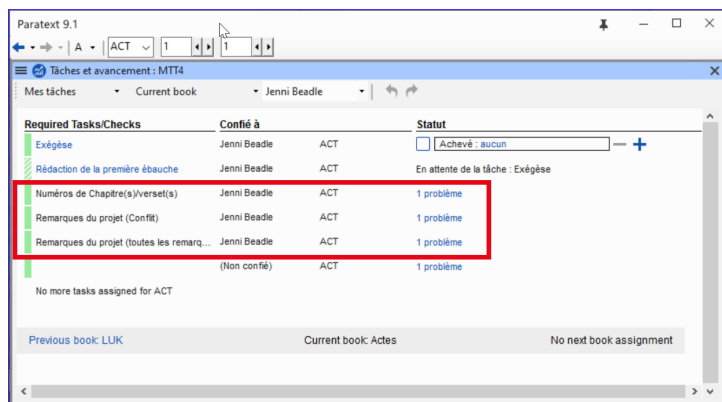 Paratext 9.1
A ACT 1 1
Tâches et avancement : MTT4
Mes tâches Current book Jenni Beadle
Required Tasks/Checks Confié à Statut
Exégèse Jenni Beadle ACT Achevé : aucun
Rédaction de la première ébauche Jenni Beadle ACT En attente de la tâche : Exégèse
Numéros de Chapitre(s)/verset(s) Jenni Beadle ACT 1 problème
Remarques du projet (Conflit) Jenni Beadle ACT 1 problème
Remarques du projet (toutes les remarq... Jenni Beadle ACT 1 problème
(Non confié) ACT 1 problème
No more tasks assigned for ACT
Previous book: LUK Current book: Actes No next book assignment